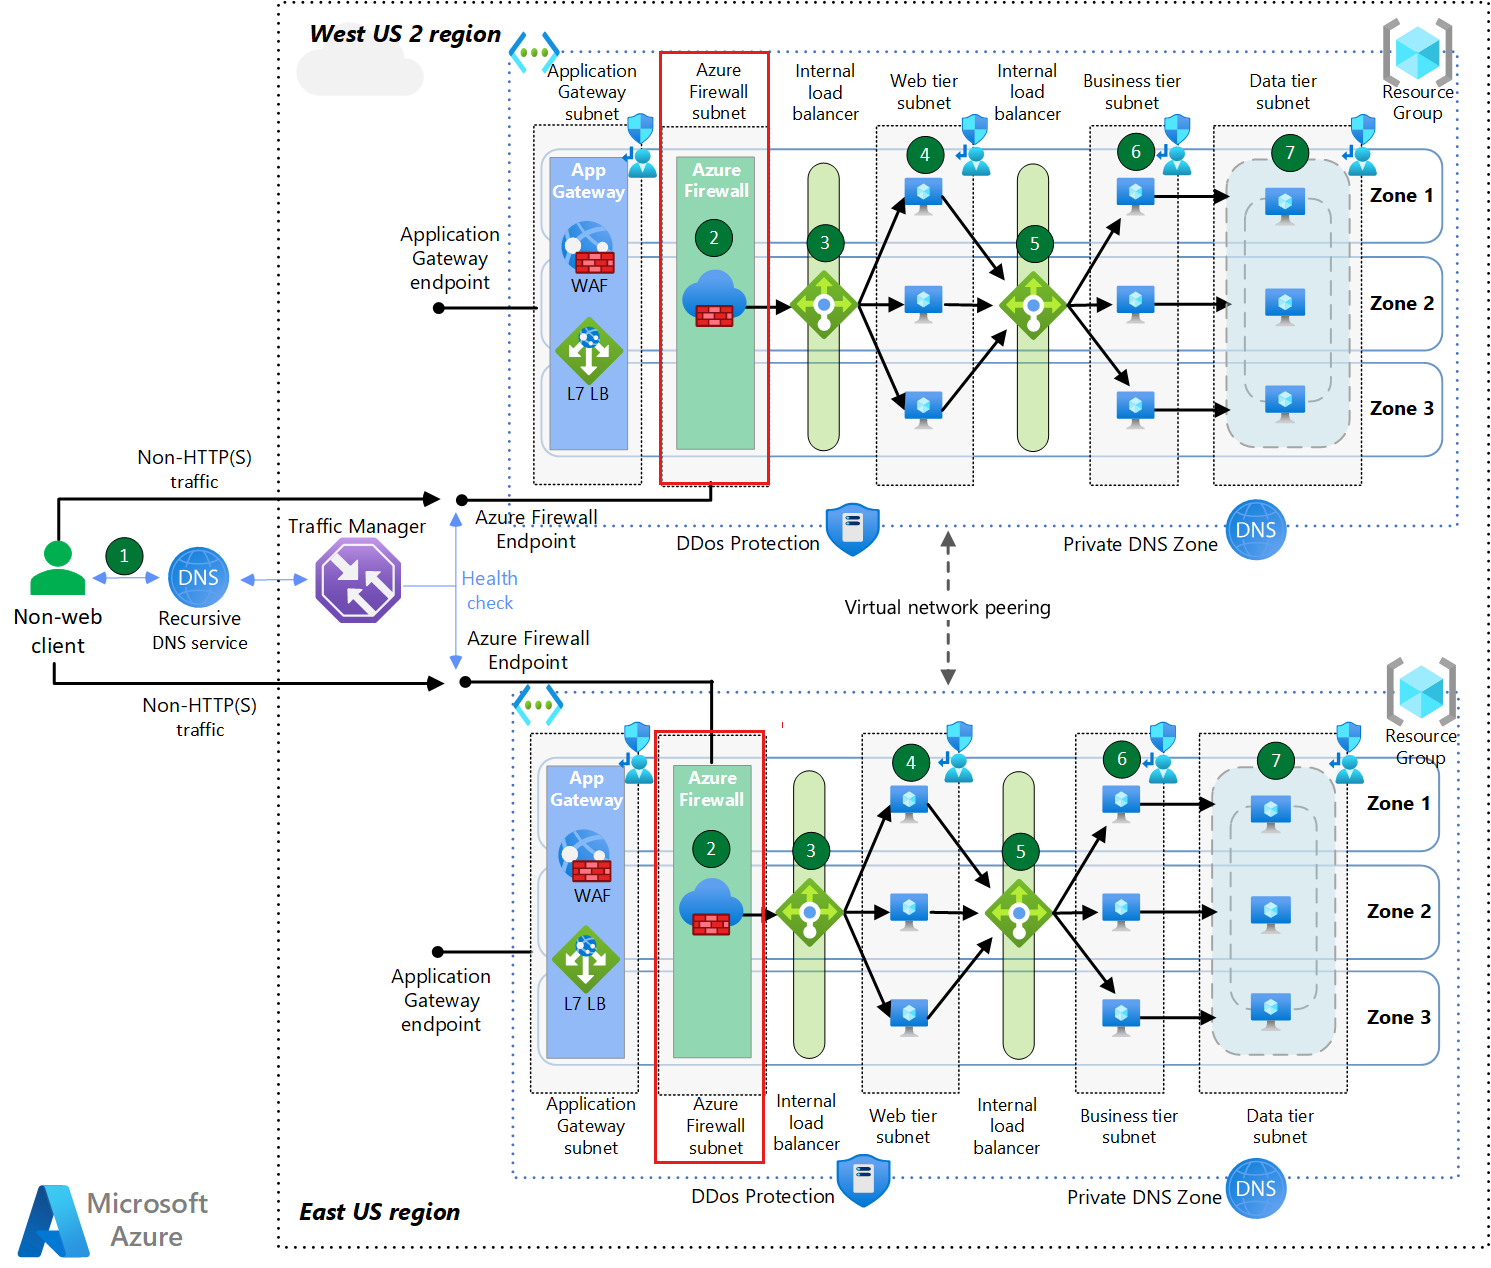 West US 2 region
Application
Gateway
subnet
Azure
Firewall
subnet
Internal
load
balancer
Web tier
subnet
Internal
load
balancer
Business tier
subnet
Data tier
subnet
Resource
Group
App
Gateway
WAF
L7 LB
Azure
Firewall
2
3
4
5
6
7
Zone 1
Zone 2
Zone 3
Application
Gateway
endpoint
Non-HTTP(S)
traffic
Azure Firewall
Endpoint
DDos Protection
Private DNS Zone
DNS
Traffic Manager
1
DNS
Non-web
client
Recursive
DNS service
Health
check
Virtual network peering
Azure Firewall
Endpoint
Non-HTTP(S)
traffic
Resource
Group
App
Gateway
WAF
L7 LB
Azure
Firewall
2
3
4
5
6
7
Zone 1
Zone 2
Zone 3
Application
Gateway
endpoint
Application
Gateway
subnet
Azure
Firewall
subnet
Internal
load
balancer
Web tier
subnet
Internal
load
balancer
Business tier
subnet
Data tier
subnet
DDos Protection
Private DNS Zone
DNS
East US region
Microsoft
Azure